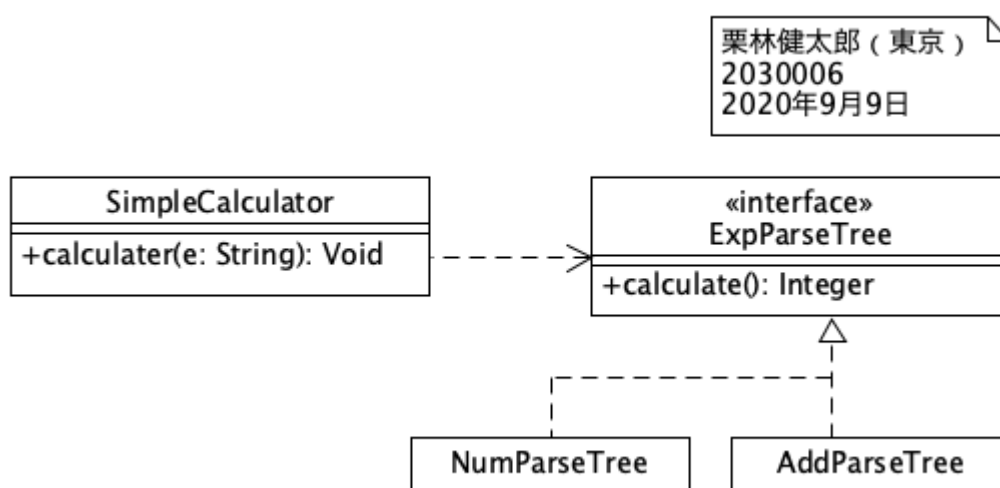 栗林健太郎（東京）
2030006
2020年9月9日
SimpleCalculator
+calculater(e: String): Void
«interface»
ExpParseTree
+calculate(): Integer
NumParseTree
AddParseTree